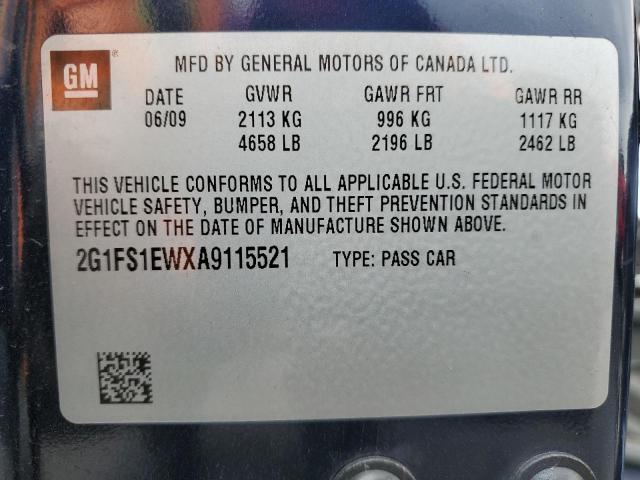 GM ®
MFD BY GENERAL MOTORS OF CANADA LTD.
DATE GVWR GAWR FRT GAWR RR
06/09 2113 KG 996 KG 1117 KG
4658 LB 2196 LB 2462 LB
THIS VEHICLE CONFORMS TO ALL APPLICABLE U.S. FEDERAL MOTOR
VEHICLE SAFETY, BUMPER, AND THEFT PREVENTION STANDARDS IN
EFFECT ON THE DATE OF MANUFACTURE SHOWN ABOVE.
2G1FS1EWXA9115521 TYPE: PASS CAR